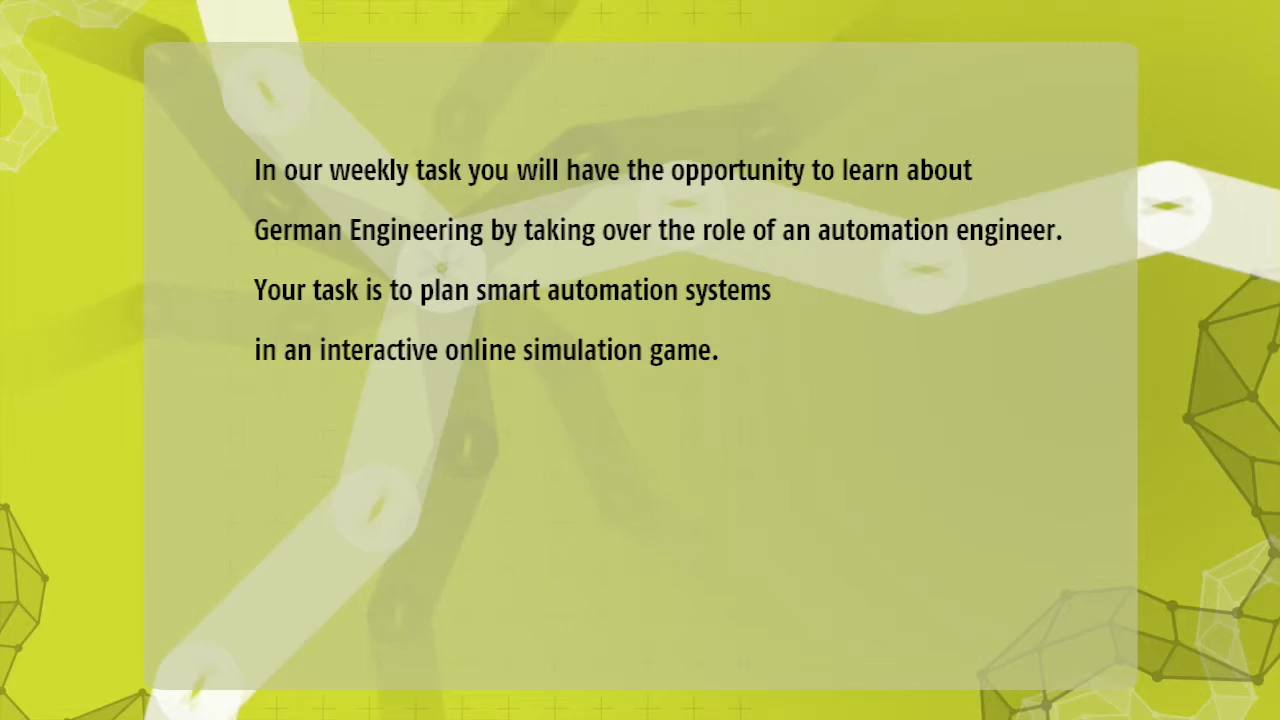 In our weekly task you will have the opportunity to learn about
German Engineering by taking over the role of an automation engineer.
Your task is to plan smart automation systems
in an interactive online simulation game.